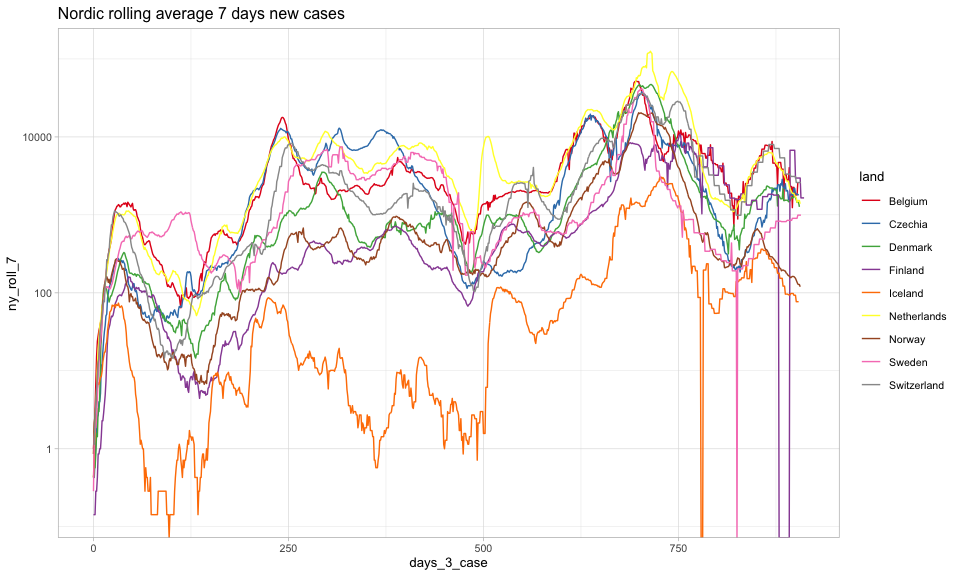 Nordic rolling average 7 days new cases
ny_roll_7
10000
100
1
0
250
500
750
days_3_case
land
Belgium
Czechia
Denmark
Finland
Iceland
Netherlands
Norway
Sweden
Switzerland